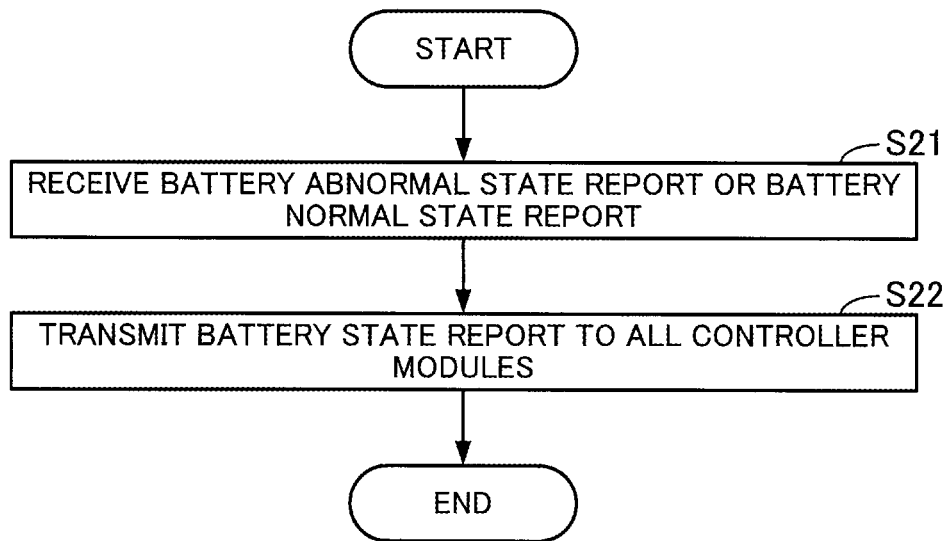 START
S21
RECEIVE BATTERY ABNORMAL STATE REPORT OR BATTERY
NORMAL STATE REPORT
S22
TRANSMIT BATTERY STATE REPORT TO ALL CONTROLLER
MODULES
END